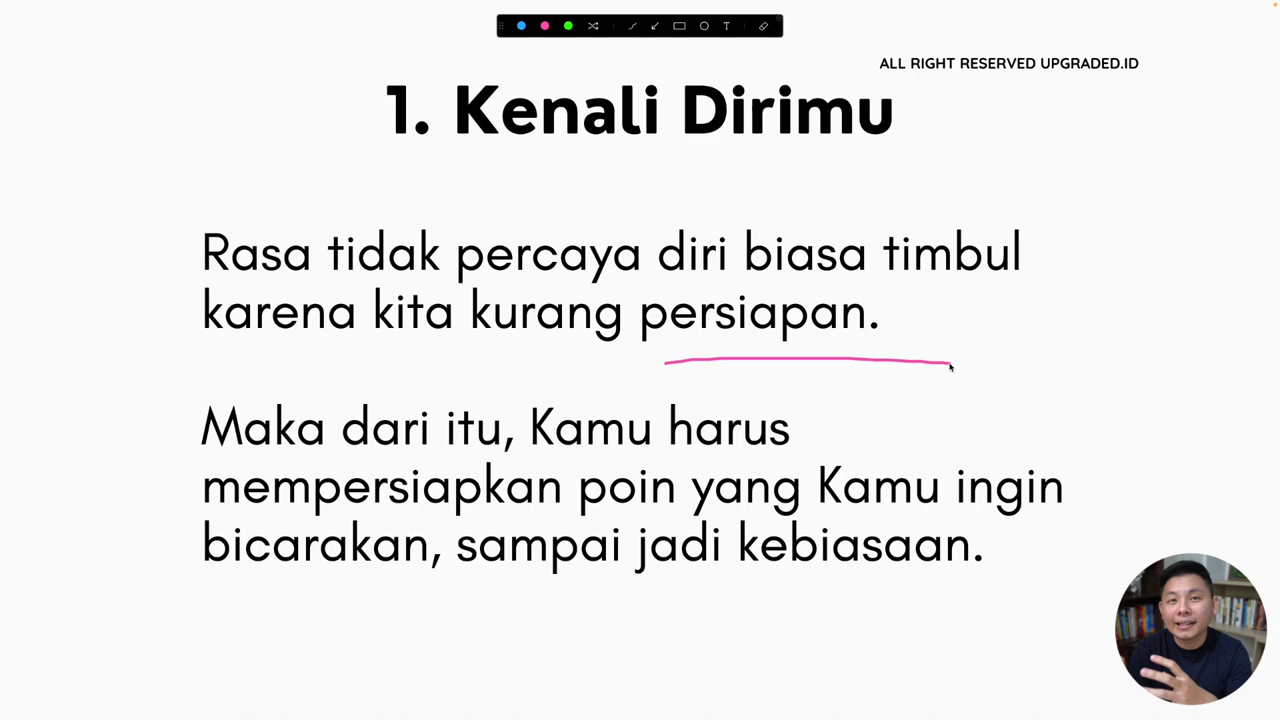 ALL RIGHT RESERVED UPGRADED.ID
1. Kenali Dirimu
Rasa tidak percaya diri biasa timbul
karena kita kurang persiapan.
Maka dari itu, Kamu harus
mempersiapkan poin yang Kamu ingin
bicarakan, sampai jadi kebiasaan.